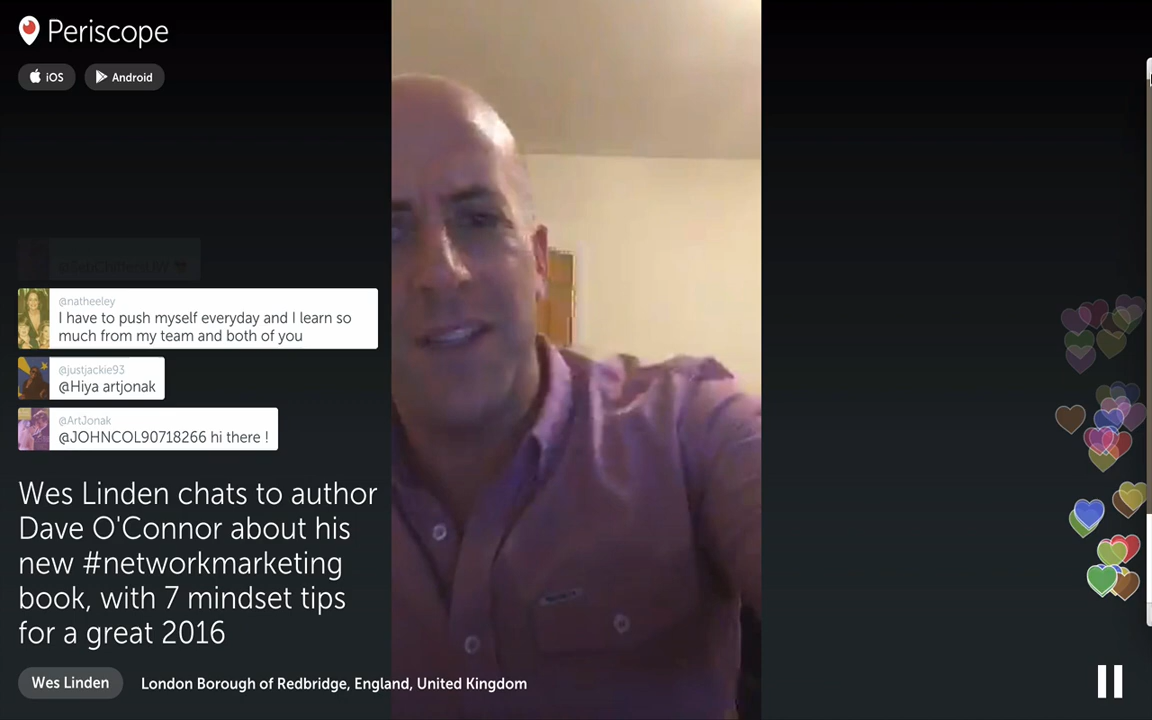 Periscope
iOS
Android
@natheeley
I have to push myself everyday and I learn so
much from my team and both of you
@justjackie93
@Hiya artjonak
@ArtJonak
@JOHNCOL90718266 hi there !
Wes Linden chats to author
Dave O'Connor about his
new #networkmarketing
book, with 7 mindset tips
for a great 2016
Wes Linden
London Borough of Redbridge, England, United Kingdom